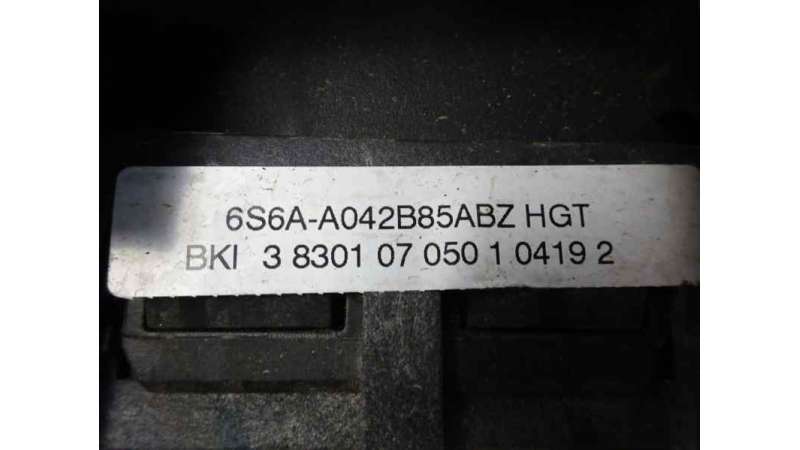 6S6A-A042B85ABZ HGT
BKI 3 8301 07 050 1 0419 2